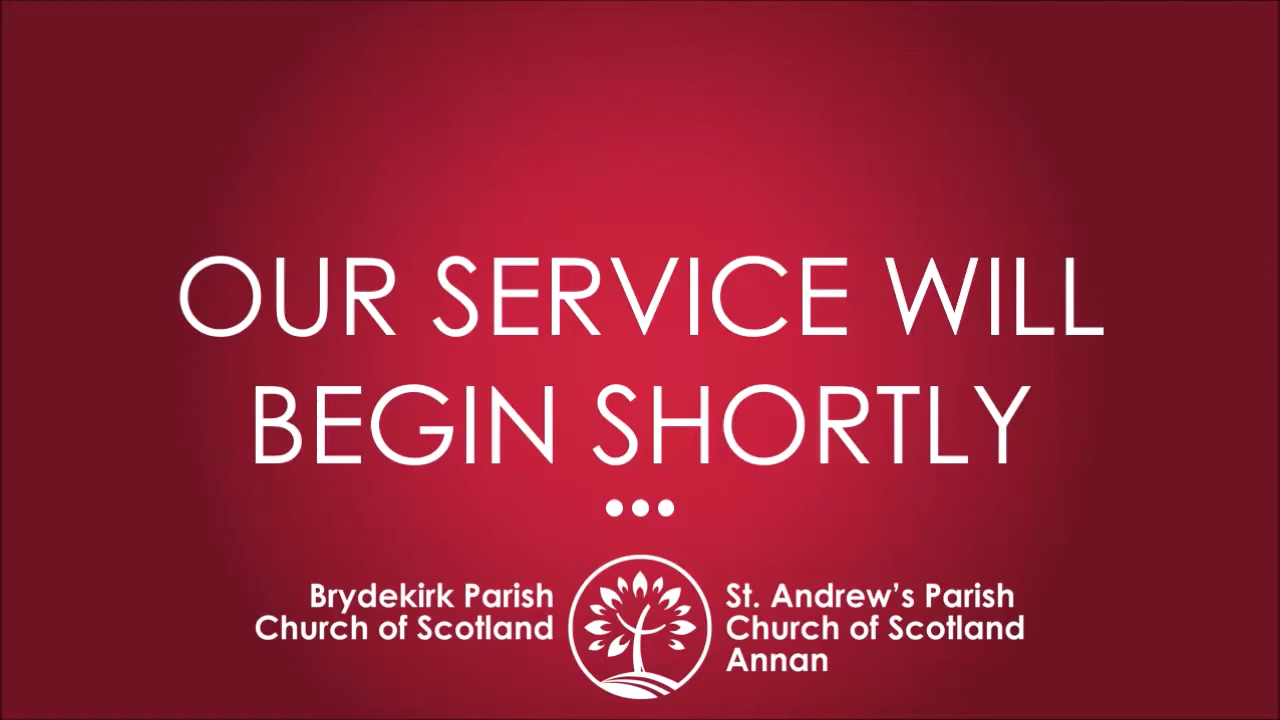 OUR SERVICE WILL
BEGIN SHORTLY
Brydekirk Parish
Church of Scotland
St. Andrew's Parish
Church of Scotland
Annan